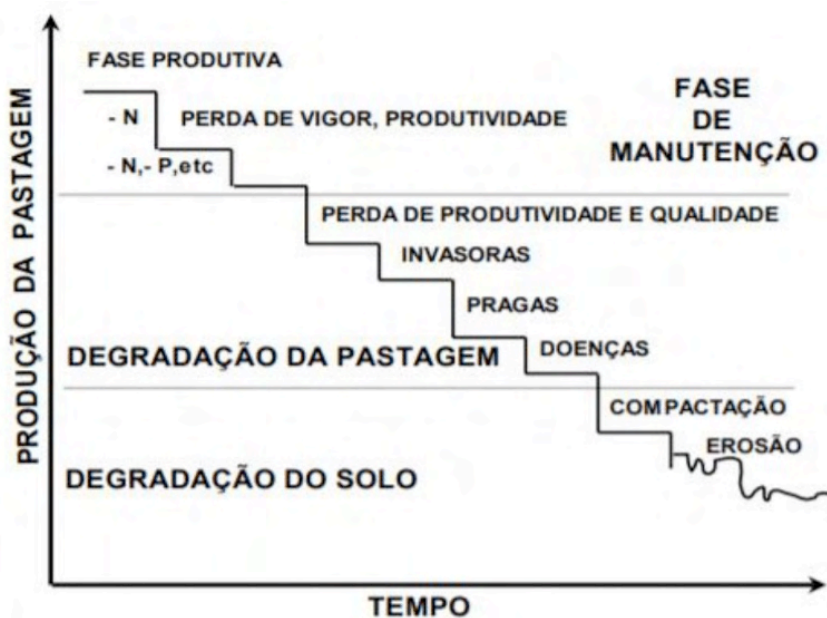 PRODUÇÃO DA PASTAGEM
FASE PRODUTIVA
- N
PERDA DE VIGOR, PRODUTIVIDADE
FASE
DE
MANUTENÇÃO
- N,- P,etc
PERDA DE PRODUTIVIDADE E QUALIDADE
INVASORAS
PRAGAS
DEGRADAÇÃO DA PASTAGEM
DOENÇAS
COMPACTAÇÃO
EROSÃO
DEGRADAÇÃO DO SOLO
TEMPO